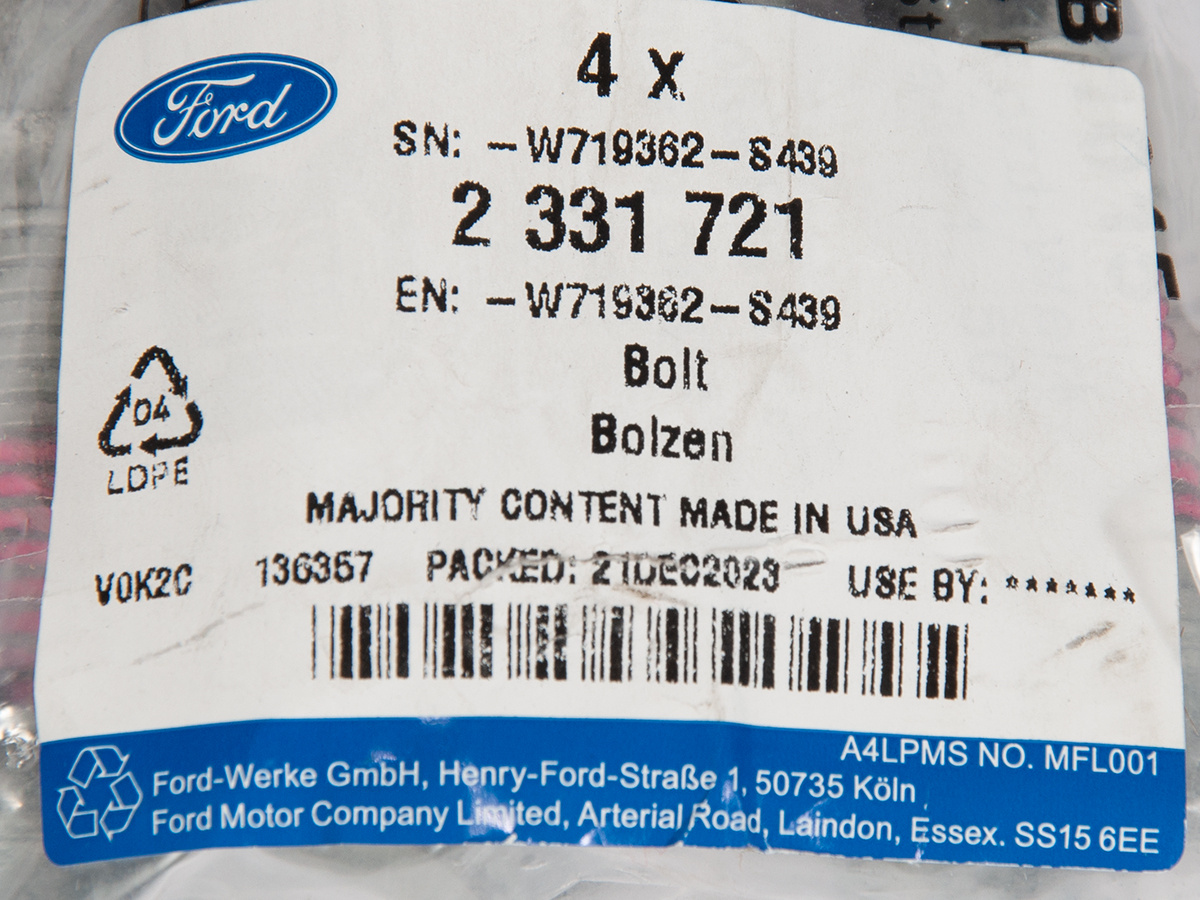 Ford
4 x
SN: -W719362-S439
2 331 721
EN: -W719362-S439
Bolt
Bolzen
04
LDPE
MAJORITY CONTENT MADE IN USA
V0K2C 136367 PACKED: 21DEC2023 USE BY: *******
A4LPMS NO. MFL001
Ford-Werke GmbH, Henry-Ford-Straße 1, 50735 Köln
Ford Motor Company Limited, Arterial Road, Laindon, Essex. SS15 6EE